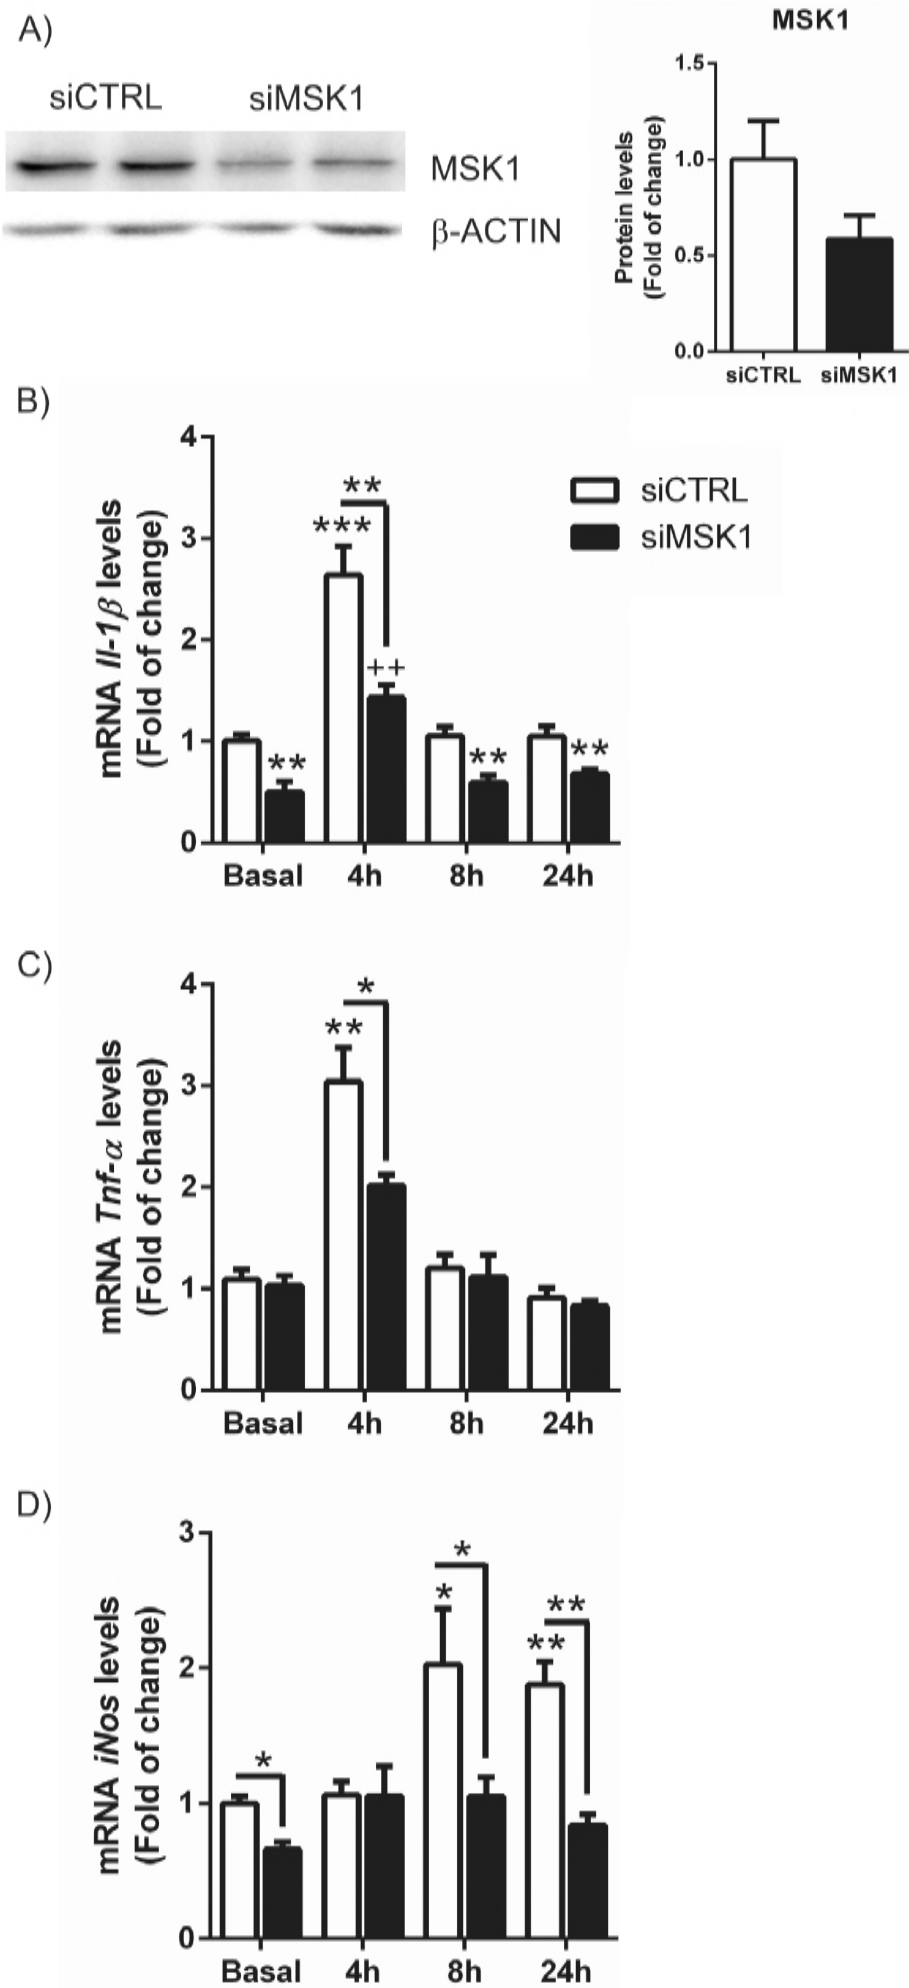 A)
siCTRL siMSK1
MSK1
β-ACTIN
MSK1
Protein levels
(Fold of change)
1.5
1.0
0.5
0.0
siCTRL siMSK1
B)
mRNA Il-1β levels
(Fold of change)
4
3
2
1
0
**
***
++
**
**
**
siCTRL
siMSK1
Basal 4h 8h 24h
C)
mRNA Tnf-α levels
(Fold of change)
4
3
2
1
0
*
**
Basal 4h 8h 24h
D)
mRNA iNos levels
(Fold of change)
3
2
1
0
*
*
**
**
*
Basal 4h 8h 24h